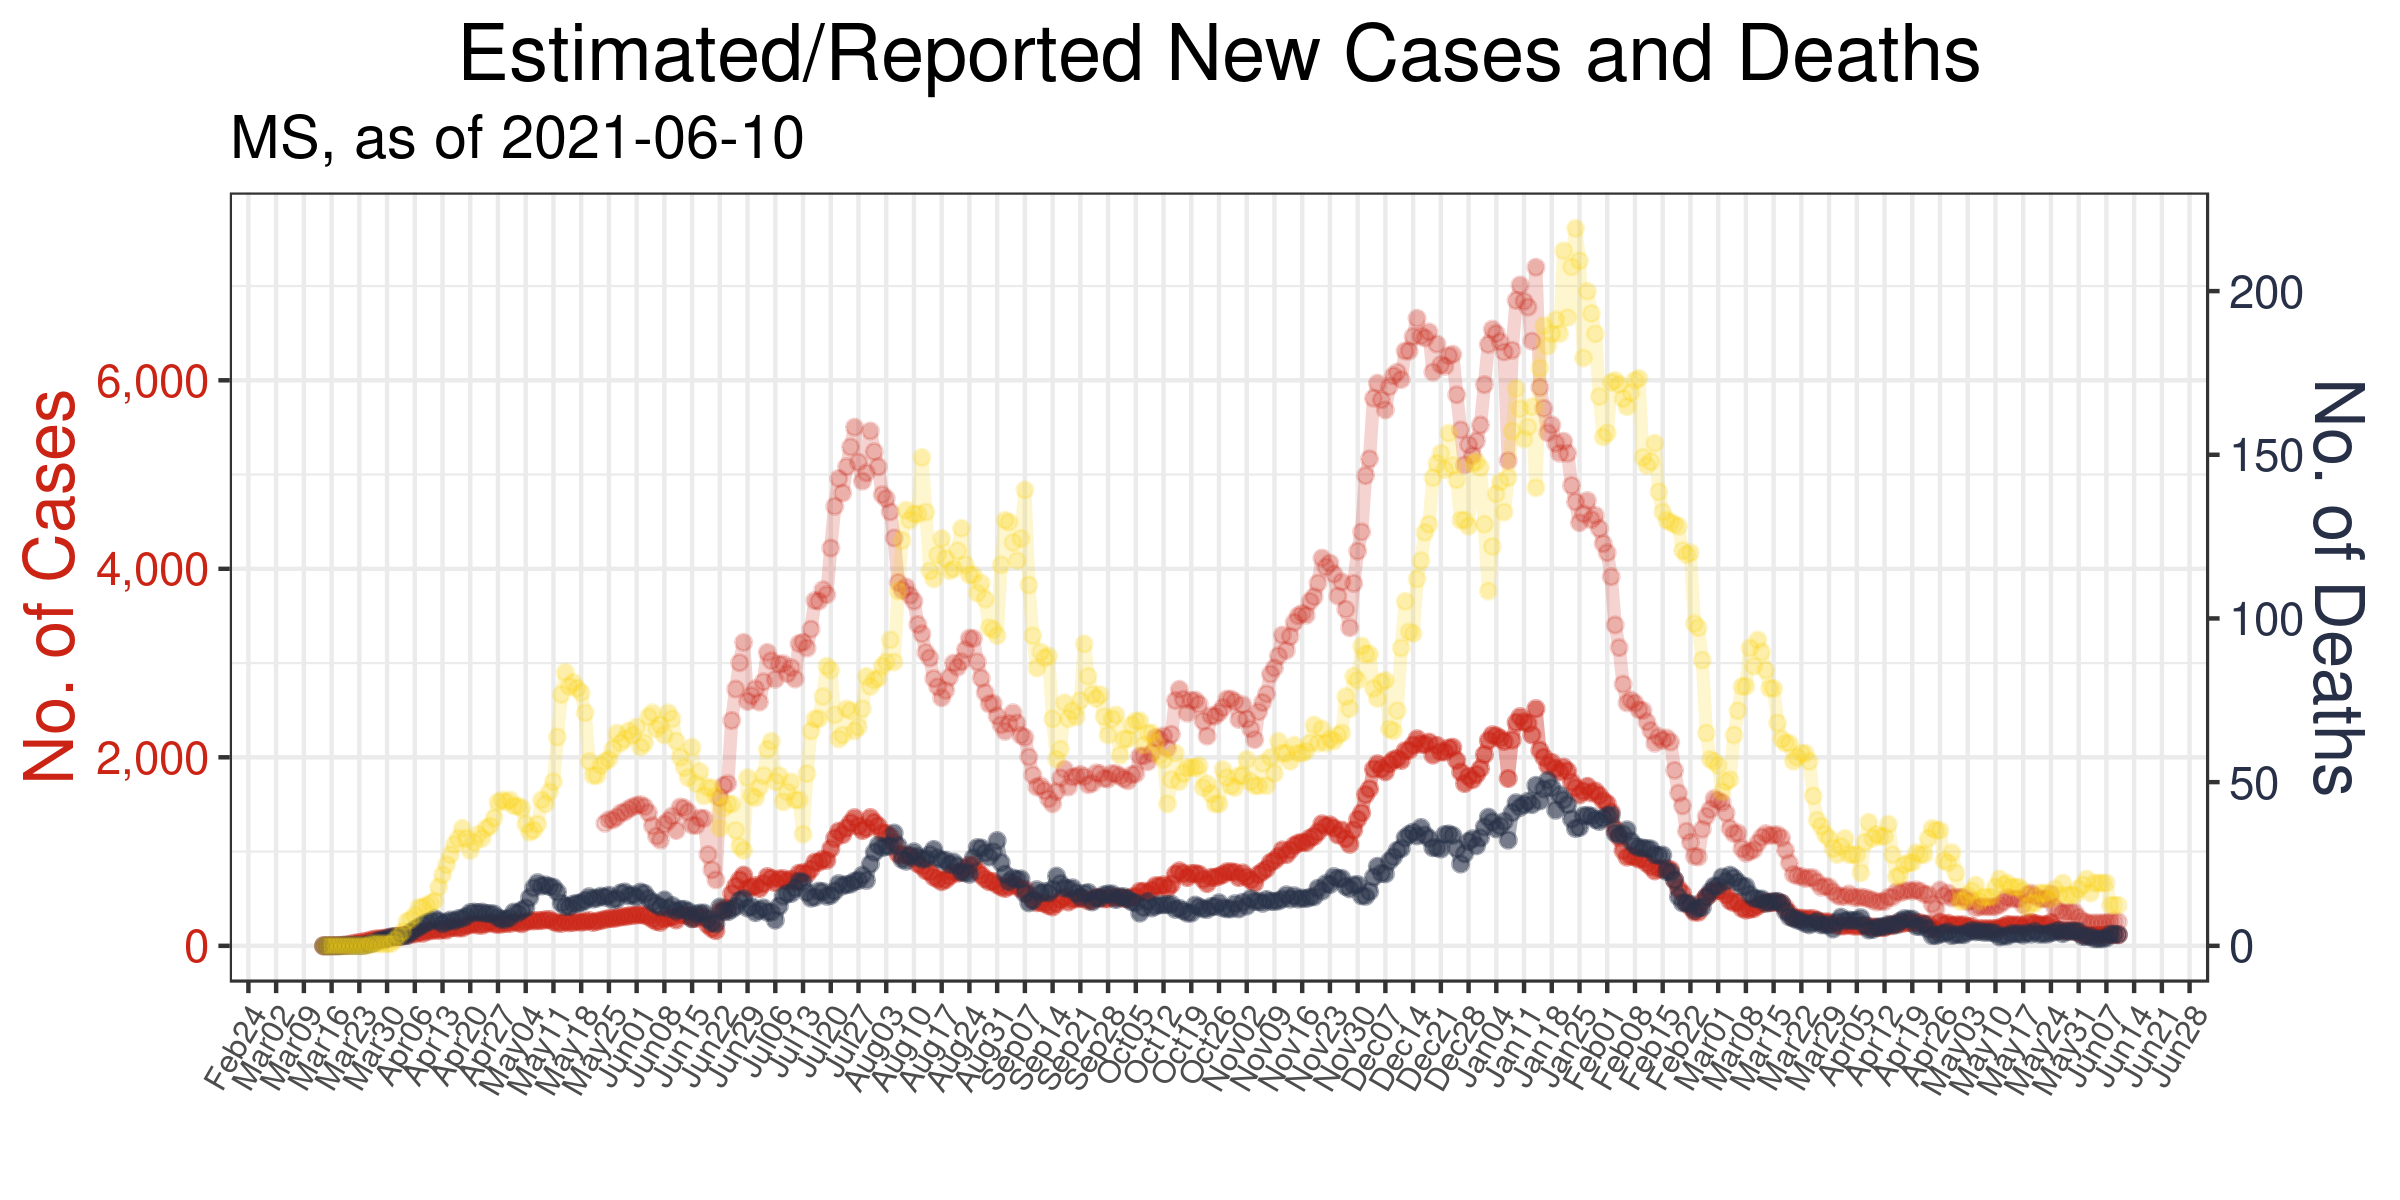 Estimated/Reported New Cases and Deaths
MS, as of 2021-06-10
No. of Cases
6,000
4,000
2,000
0
No. of Deaths
200
150
100
50
0
Feb24
Mar02
Mar09
Mar16
Mar23
Mar30
Apr06
Apr13
Apr20
Apr27
May04
May11
May18
May25
Jun01
Jun08
Jun15
Jun22
Jun29
Jul06
Jul13
Jul20
Jul27
Aug03
Aug10
Aug17
Aug24
Aug31
Sep07
Sep14
Sep21
Sep28
Oct05
Oct12
Oct19
Oct26
Nov02
Nov09
Nov16
Nov23
Nov30
Dec07
Dec14
Dec21
Dec28
Jan04
Jan11
Jan18
Jan25
Feb01
Feb08
Feb15
Feb22
Mar01
Mar08
Mar15
Mar22
Mar29
Apr05
Apr12
Apr19
Apr26
May03
May10
May17
May24
May31
Jun07
Jun14
Jun21
Jun28